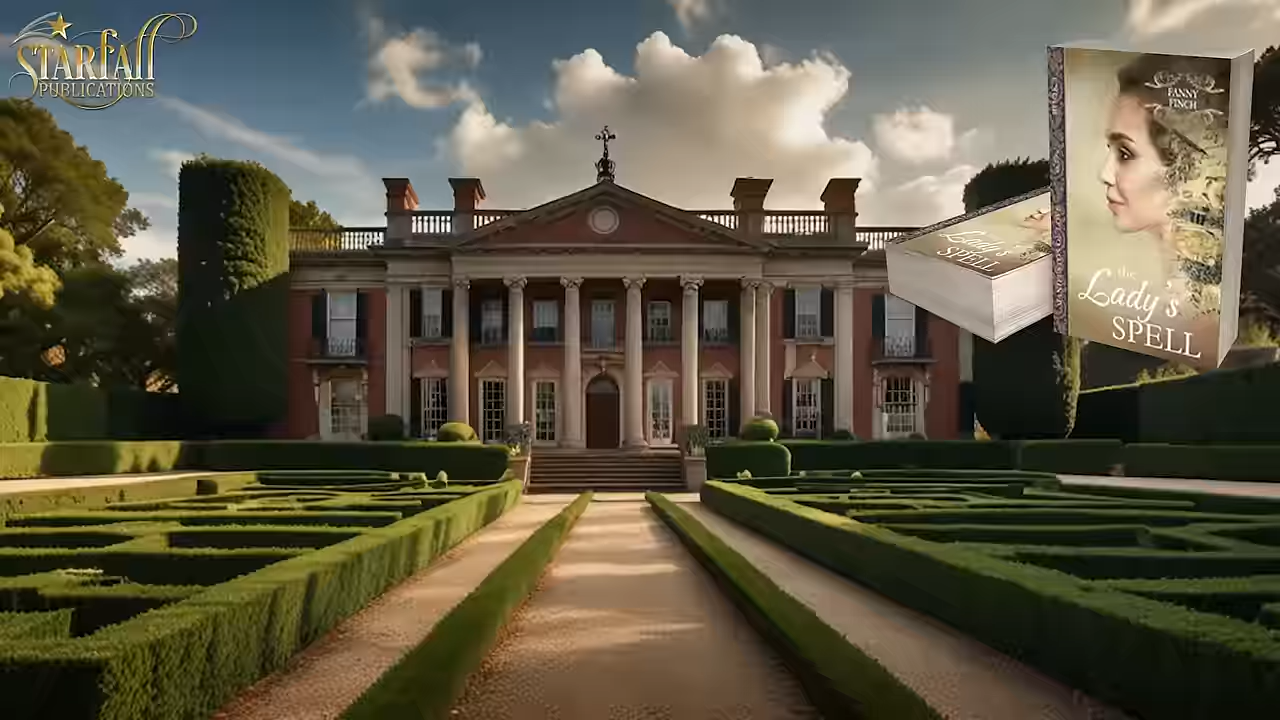 STARFALL
PUBLICATIONS
FANNY
FINCH
the
Lady's
SPELL
Lady's
SPELL